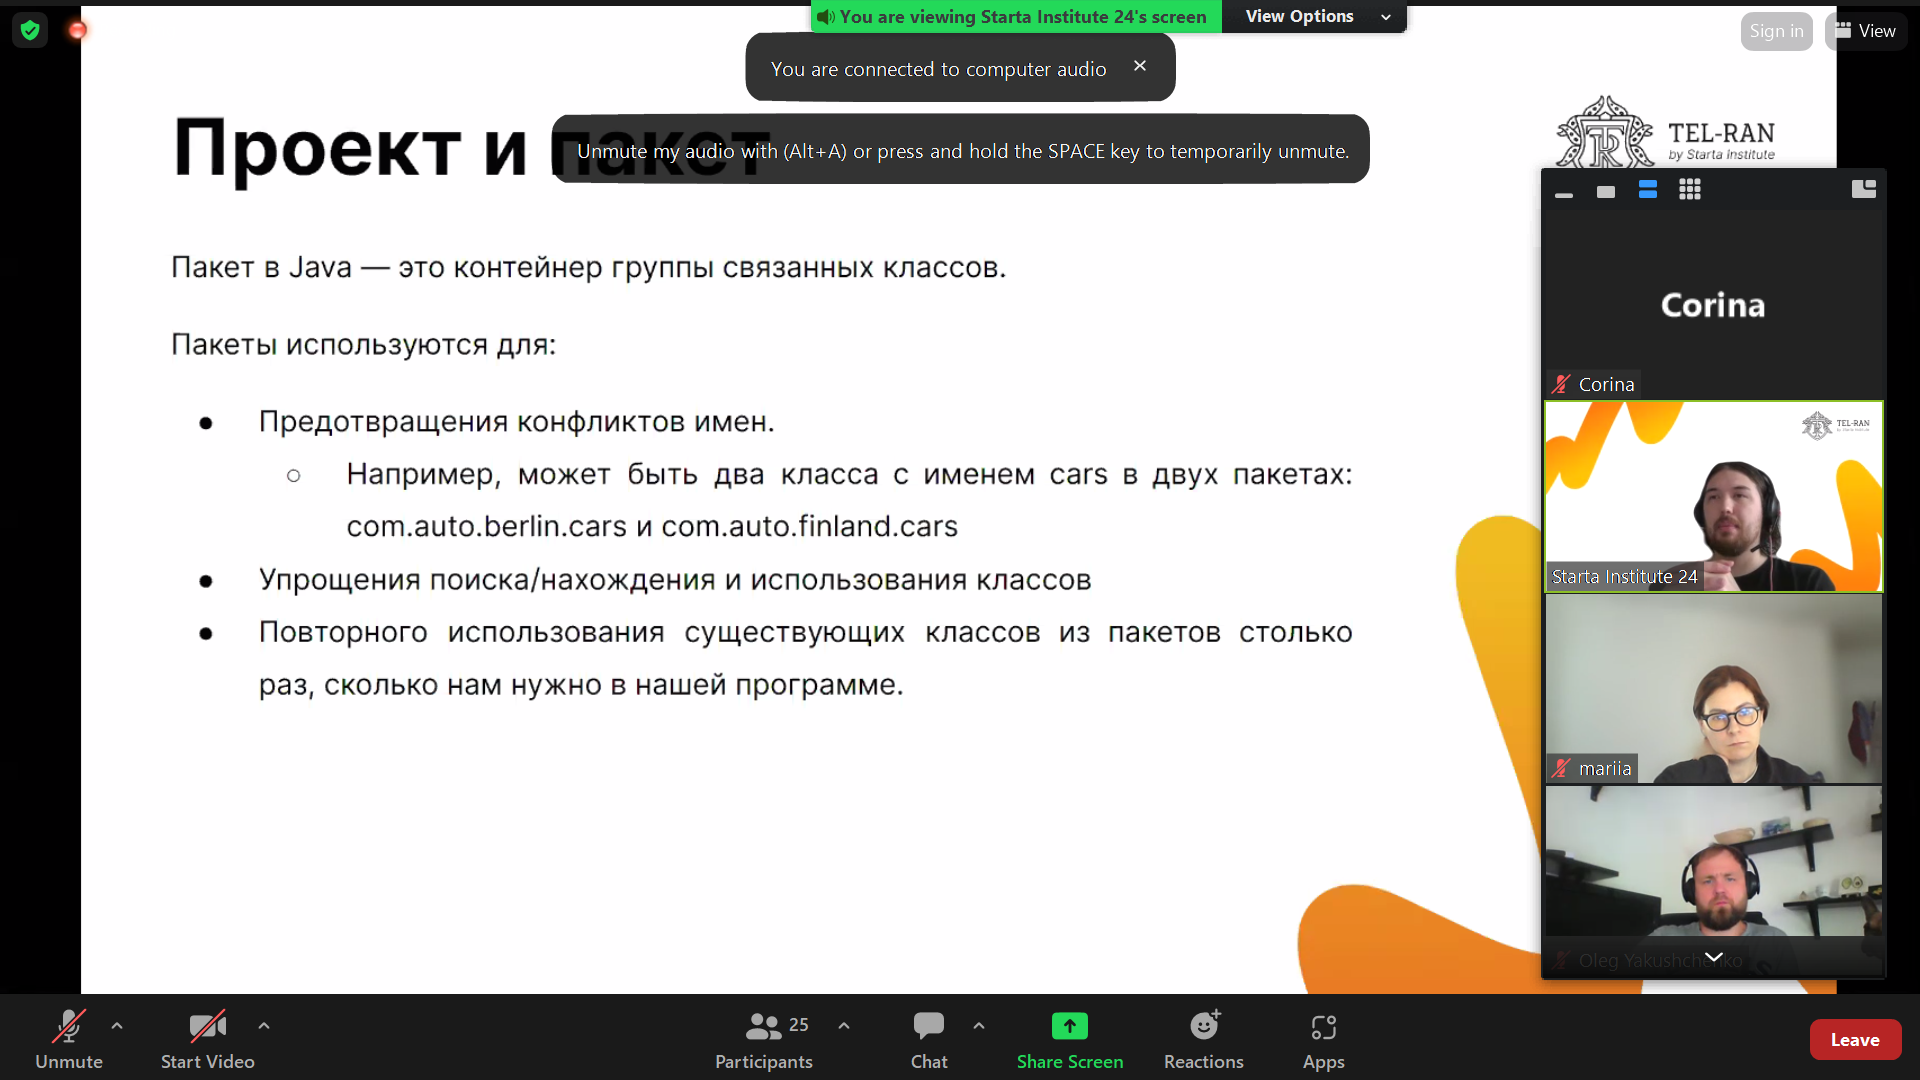 You are viewing Starta Institute 24's screen
View Options
Sign in
View
You are connected to computer audio
Проект и пакет
Unmute my audio with (Alt+A) or press and hold the SPACE key to temporarily unmute.
TEL-RAN
by Starta Institute
Пакет в Java — это контейнер группы связанных классов.
Пакеты используются для:
● Предотвращения конфликтов имен.
○ Например, может быть два класса с именем cars в двух пакетах:
com.auto.berlin.cars и com.auto.finland.cars
● Упрощения поиска/нахождения и использования классов
● Повторного использования существующих классов из пакетов столько
раз, сколько нам нужно в нашей программе.
Corina
Corina
TEL-RAN
Starta Institute 24
mariia
Oleg Yakushchenko
Unmute
Start Video
25
Participants
Chat
Share Screen
Reactions
Apps
Leave